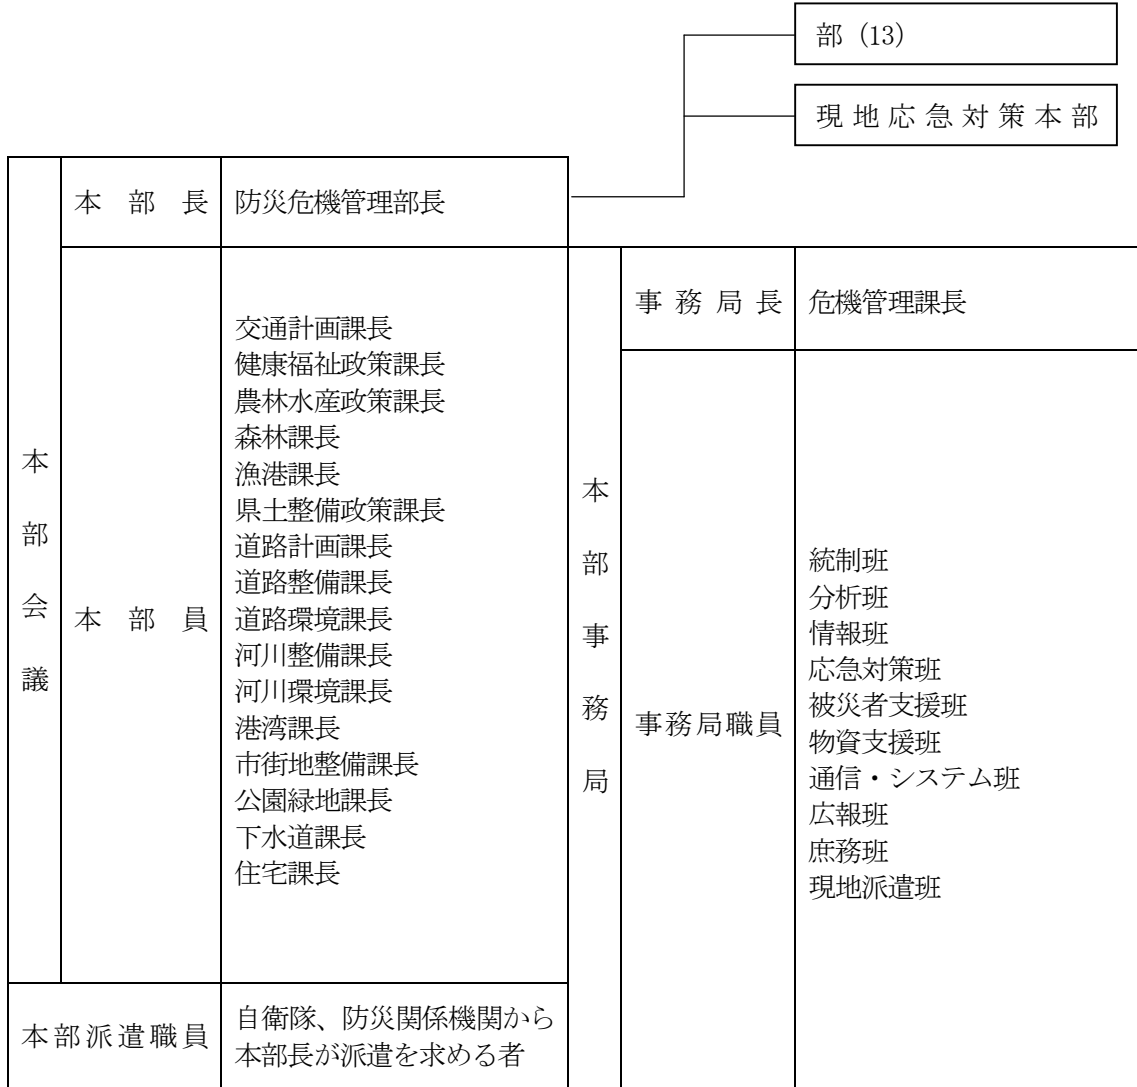 部（13）
現地応急対策本部
本部会議
本部長
防災危機管理部長
本部員
交通計画課長
健康福祉政策課長
農林水産政策課長
森林課長
漁港課長
県土整備政策課長
道路計画課長
道路整備課長
道路環境課長
河川整備課長
河川環境課長
港湾課長
市街地整備課長
公園緑地課長
下水道課長
住宅課長
本部派遣職員
自衛隊、防災関係機関から
本部長が派遣を求める者
本部事務局
事務局長
危機管理課長
事務局職員
統制班
分析班
情報班
応急対策班
被災者支援班
物資支援班
通信・システム班
広報班
庶務班
現地派遣班